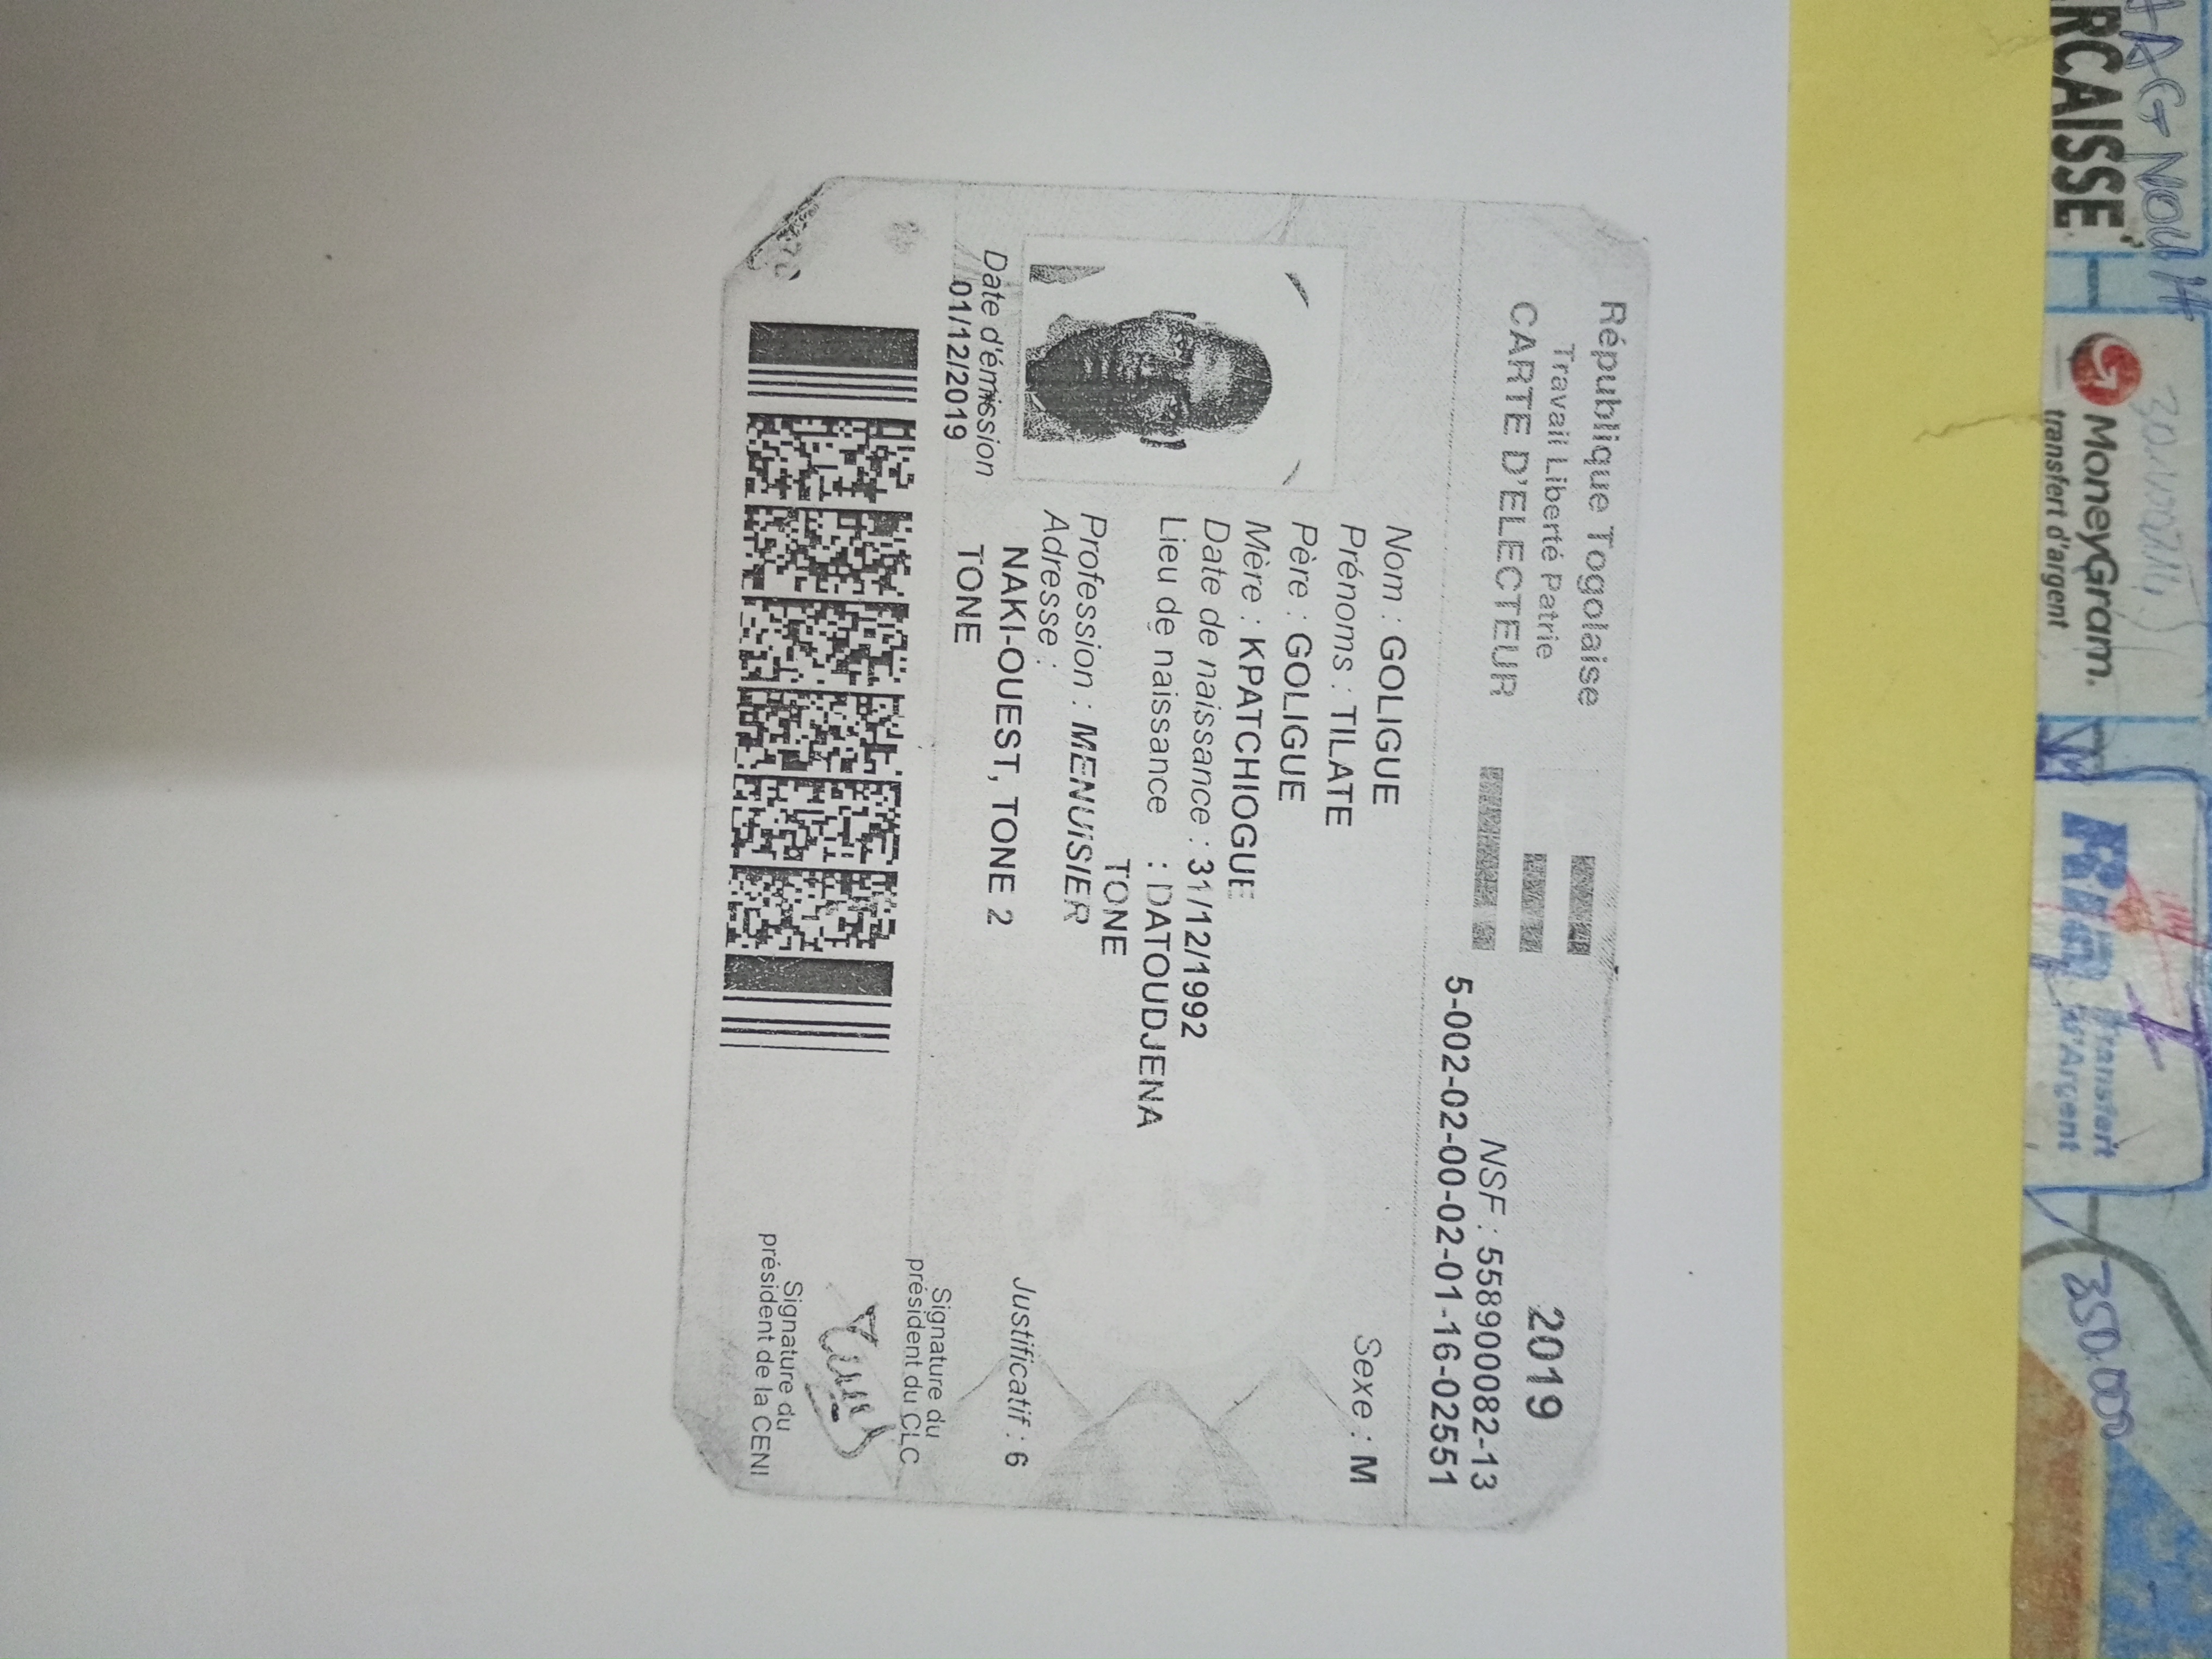 République Togolaise
Travail Liberté Patrie
CARTE D'ELECTEUR
2019
NSF : 558900082-13
5-002-02-00-02-01-16-02551
Nom : GOLIGUE
Prénoms : TILATE
Sexe : M
Père : GOLIGUE
Mère : KPATCHIOGUE
Date de naissance : 31/12/1992
Lieu de naissance : DATOUDJENA
TONE
Profession : MENUISIER
Adresse :
NAKI-OUEST, TONE 2
TONE
Justificatif : 6
Date d'émission
01/12/2019
Signature du
président du CLC
Signature du
président de la CENI
RCAISSE
MoneyGram.
transfert d'argent
Ria Transfert
d'Argent
350.000